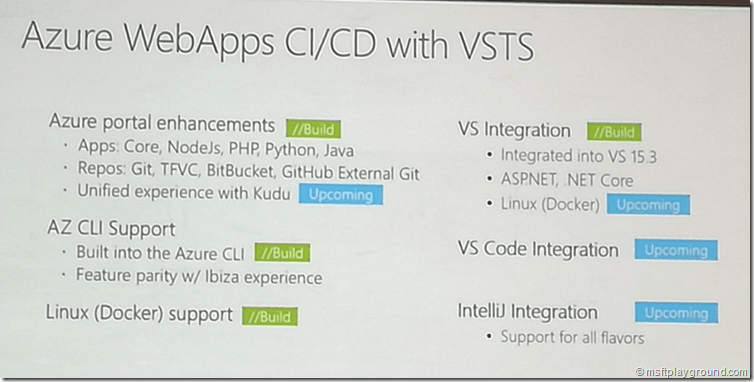 Azure WebApps CI/CD with VSTS
Azure portal enhancements //Build
• Apps: Core, NodeJs, PHP, Python, Java
• Repos: Git, TFVC, BitBucket, GitHub External Git
• Unified experience with Kudu Upcoming
AZ CLI Support
• Built into the Azure CLI //Build
• Feature parity w/ Ibiza experience
Linux (Docker) support //Build
VS Integration //Build
• Integrated into VS 15.3
• ASP.NET, .NET Core
• Linux (Docker) Upcoming
VS Code Integration Upcoming
IntelliJ Integration Upcoming
• Support for all flavors
© msftplayground.com